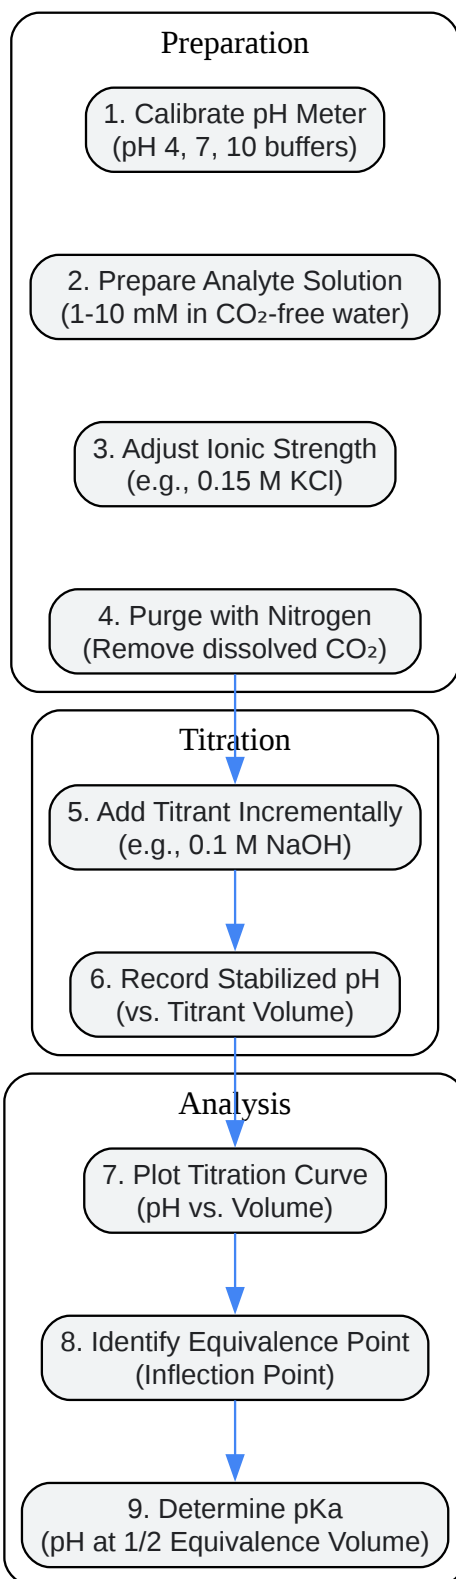 Preparation
1. Calibrate pH Meter
(pH 4, 7, 10 buffers)
2. Prepare Analyte Solution
(1-10 mM in CO₂-free water)
3. Adjust Ionic Strength
(e.g., 0.15 M KCl)
4. Purge with Nitrogen
(Remove dissolved CO₂)
Titration
5. Add Titrant Incrementally
(e.g., 0.1 M NaOH)
6. Record Stabilized pH
(vs. Titrant Volume)
Analysis
7. Plot Titration Curve
(pH vs. Volume)
8. Identify Equivalence Point
(Inflection Point)
9. Determine pKa
(pH at 1/2 Equivalence Volume)